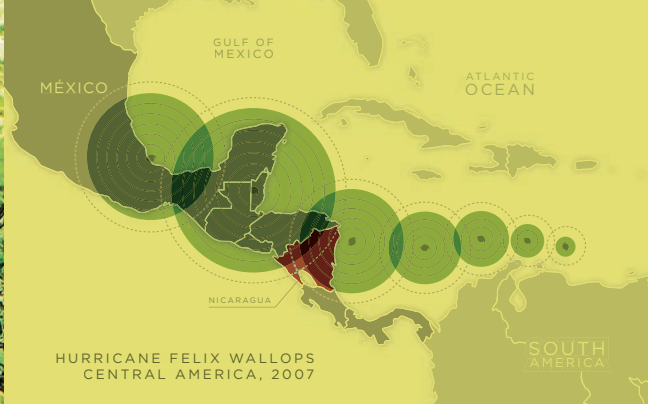 GULF OF
MEXICO
MÉXICO
ATLANTIC
OCEAN
NICARAGUA
SOUTH
AMERICA
HURRICANE FELIX WALLOPS
CENTRAL AMERICA, 2007